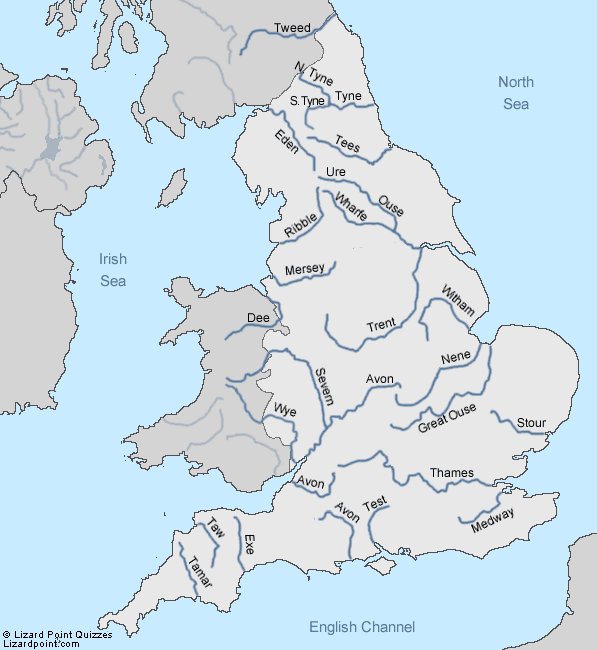 Tweed
North
Sea
N. Tyne
S.Tyne
Tyne
Eden
Tees
Ure
Ouse
Wharfe
Ribble
Irish
Sea
Mersey
Witham
Dee
Trent
Nene
Avon
Severn
Wye
Great Ouse
Stour
Thames
Avon
Avon
Test
Medway
Taw
Exe
Tamar
English Channel
© Lizard Point Quizzes
Lizardpoint.com